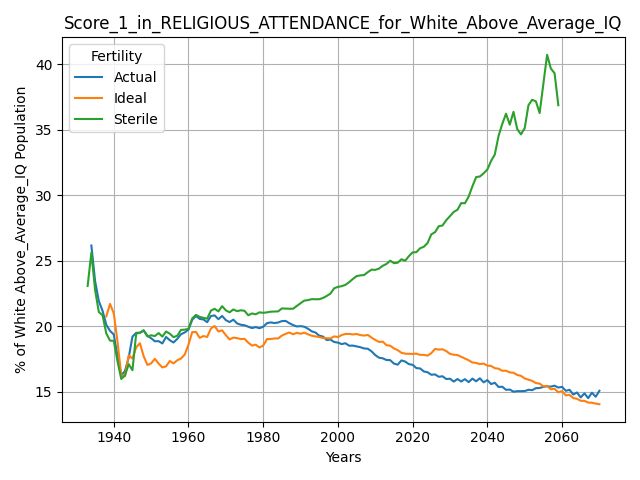 Score_1_in_RELIGIOUS_ATTENDANCE_for_White_Above_Average_IQ
Fertility
Actual
Ideal
Sterile
% of White Above_Average_IQ Population
40
35
30
25
20
15
1940
1960
1980
2000
2020
2040
2060
Years